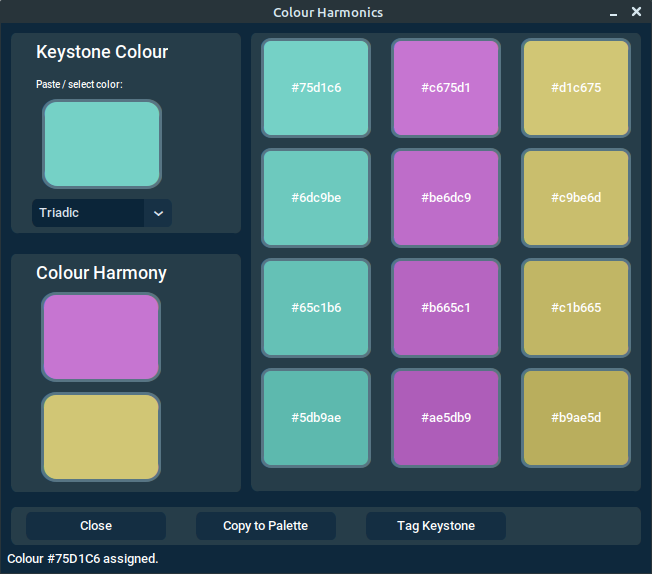 Colour Harmonics
Keystone Colour
Paste / select color:
Triadic
Colour Harmony
#75d1c6 #c675d1 #d1c675
#6dc9be #be6dc9 #c9be6d
#65c1b6 #b665c1 #c1b665
#5db9ae #ae5db9 #b9ae5d
Close Copy to Palette Tag Keystone
Colour #75D1C6 assigned.